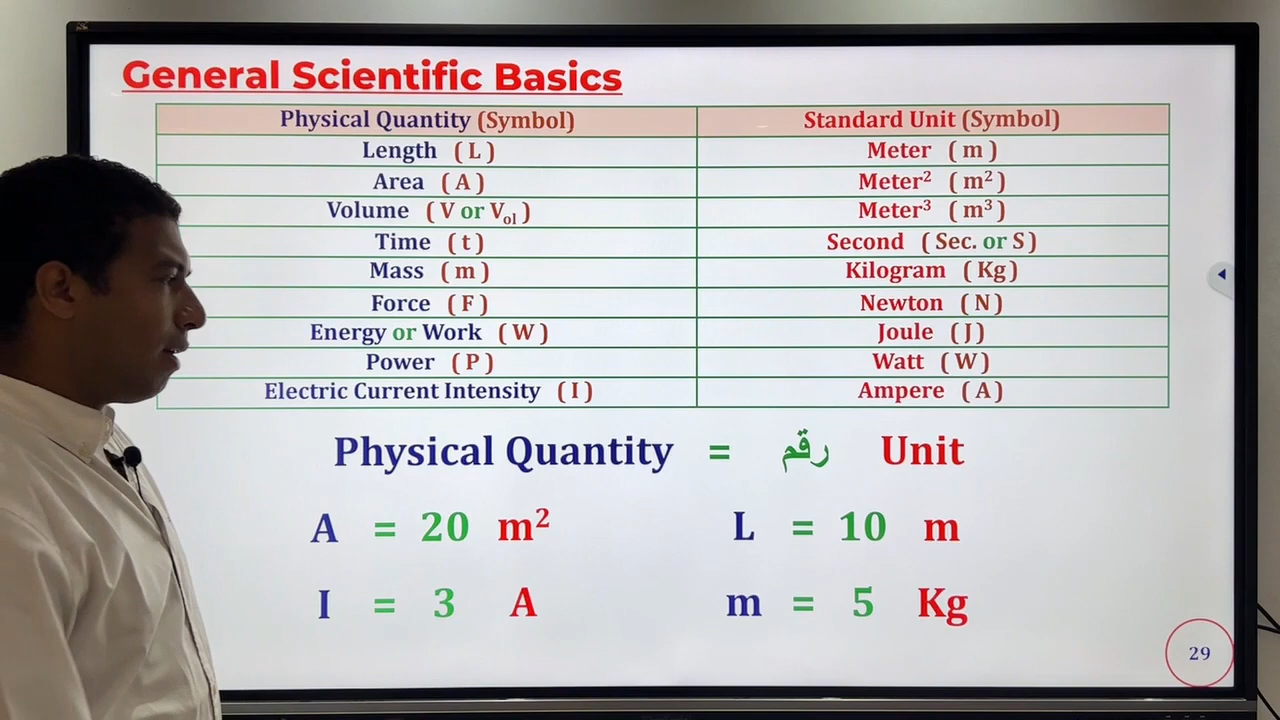 General Scientific Basics
Physical Quantity (Symbol) Standard Unit (Symbol)
Length ( L ) Meter ( m )
Area ( A ) Meter² ( m² )
Volume ( V or Vol ) Meter³ ( m³ )
Time ( t ) Second ( Sec. or S )
Mass ( m ) Kilogram ( Kg )
Force ( F ) Newton ( N )
Energy or Work ( W ) Joule ( J )
Power ( P ) Watt ( W )
Electric Current Intensity ( I ) Ampere ( A )
Physical Quantity = رقم Unit
A = 20 m² L = 10 m
I = 3 A m = 5 Kg
29